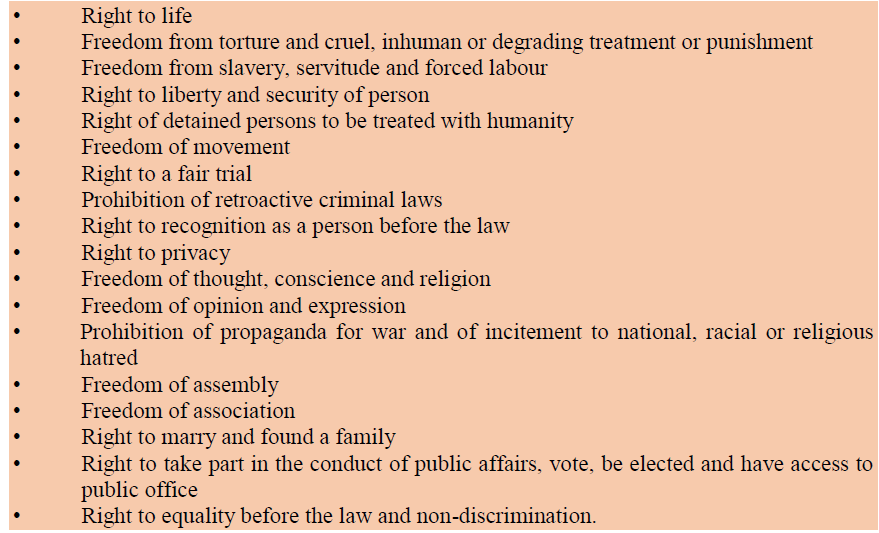 • Right to life
• Freedom from torture and cruel, inhuman or degrading treatment or punishment
• Freedom from slavery, servitude and forced labour
• Right to liberty and security of person
• Right of detained persons to be treated with humanity
• Freedom of movement
• Right to a fair trial
• Prohibition of retroactive criminal laws
• Right to recognition as a person before the law
• Right to privacy
• Freedom of thought, conscience and religion
• Freedom of opinion and expression
• Prohibition of propaganda for war and of incitement to national, racial or religious
hatred
• Freedom of assembly
• Freedom of association
• Right to marry and found a family
• Right to take part in the conduct of public affairs, vote, be elected and have access to
public office
• Right to equality before the law and non-discrimination.